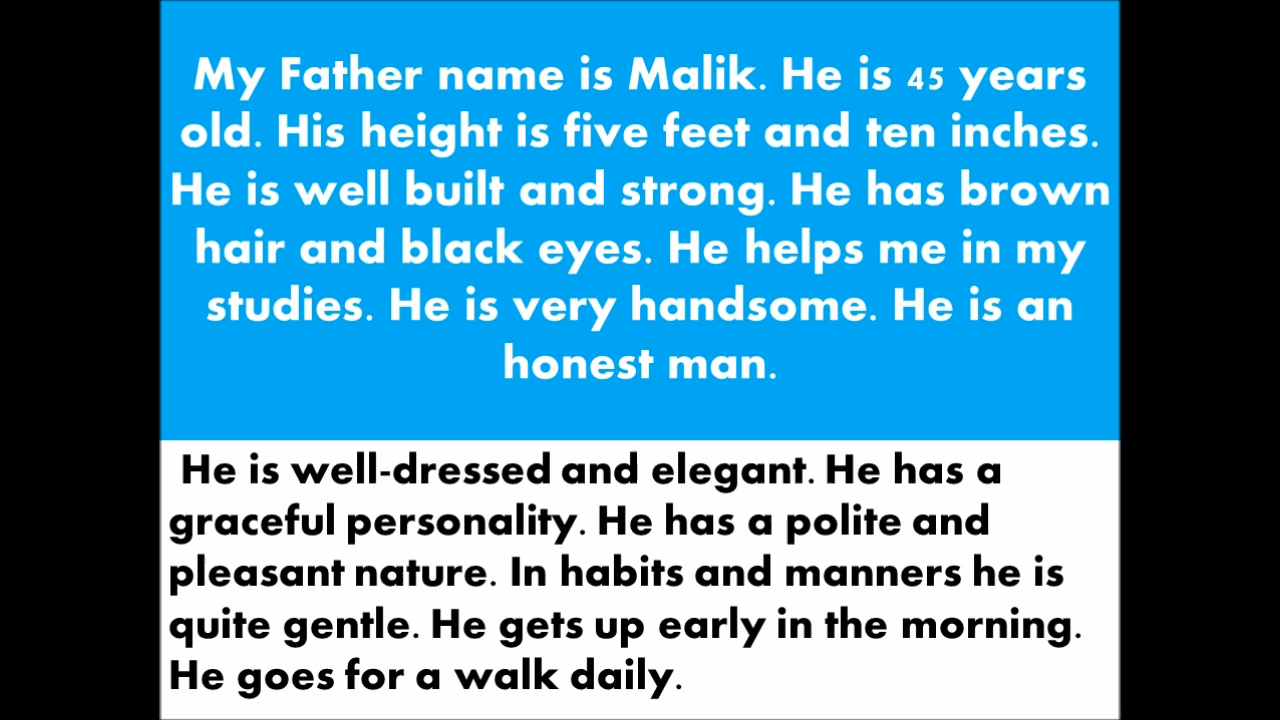 My Father name is Malik. He is 45 years
old. His height is five feet and ten inches.
He is well built and strong. He has brown
hair and black eyes. He helps me in my
studies. He is very handsome. He is an
honest man.
He is well-dressed and elegant. He has a
graceful personality. He has a polite and
pleasant nature. In habits and manners he is
quite gentle. He gets up early in the morning.
He goes for a walk daily.